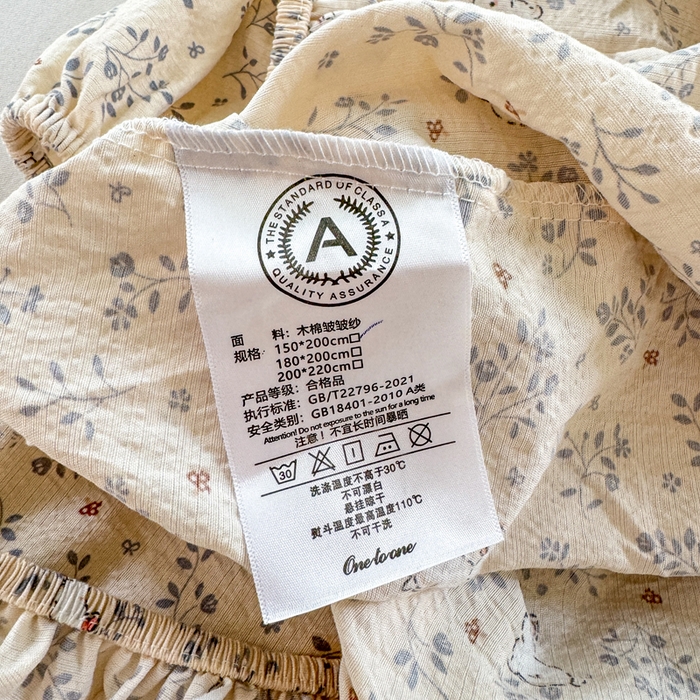 THE STANDARD OF CLASS A
A
QUALITY ASSURANCE
面 料：木棉皱皱纱
规格：150*200cm□
180*200cm□
200*220cm□
产品等级：合格品
执行标准：GB/T22796-2021
安全类别：GB18401-2010 A类
Attention! Do not exposure to the sun for a long time
注意！不宜长时间暴晒
30
洗涤温度不高于30℃
不可漂白
悬挂晾干
熨斗温度最高温度110℃
不可干洗
One to one